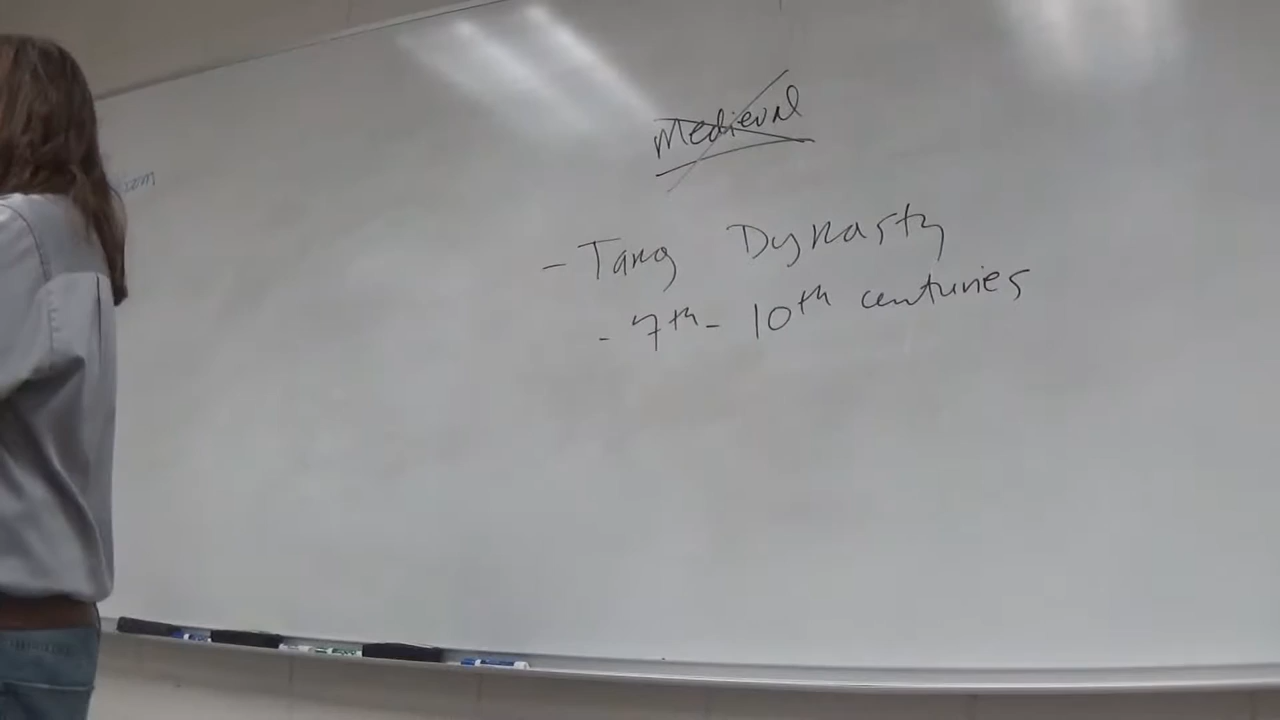 Medieval
- Tang Dynasty
- 7th - 10th centuries